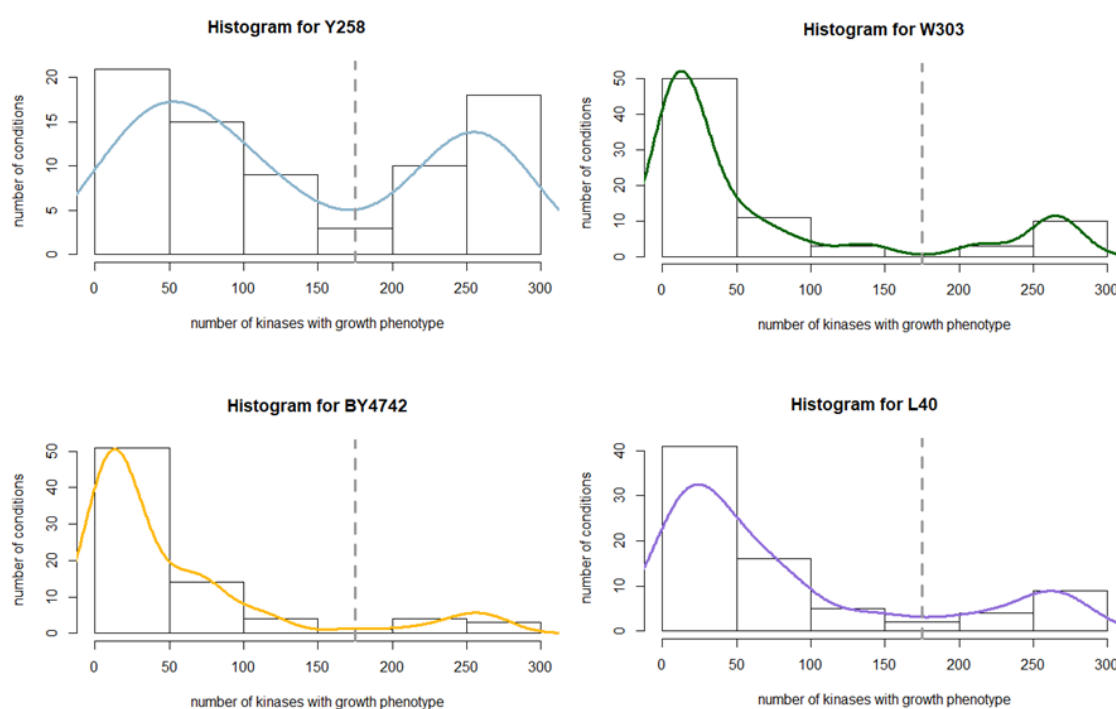 Histogram for Y258
number of conditions
0 5 10 15 20
0 50 100 150 200 250 300
number of kinases with growth phenotype
Histogram for W303
number of conditions
0 10 20 30 40 50
0 50 100 150 200 250 300
number of kinases with growth phenotype
Histogram for BY4742
number of conditions
0 10 20 30 40 50
0 50 100 150 200 250 300
number of kinases with growth phenotype
Histogram for L40
number of conditions
0 10 20 30 40
0 50 100 150 200 250 300
number of kinases with growth phenotype